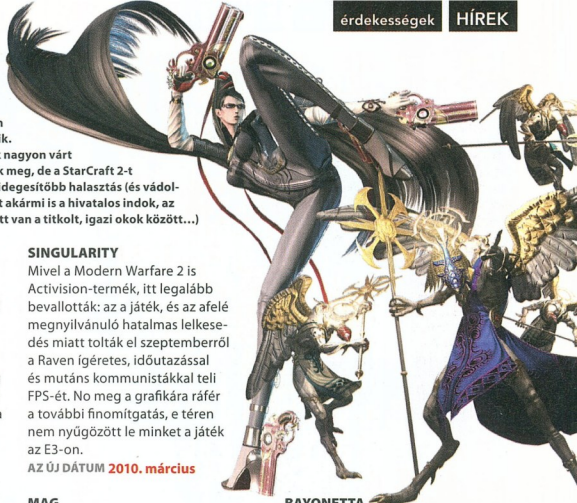 érdekességek HÍREK
ik.
nagyon várt
k meg, de a StarCraft 2-t
idegesítőbb halasztás (és vádol-
t akármi is a hivatalos indok, az
tt van a titkolt, igazi okok között...)
SINGULARITY
Mivel a Modern Warfare 2 is
Activision-termék, itt legalább
bevallották: az a játék, és az afelé
megnyilvánuló hatalmas lelkese-
dés miatt tolták el szeptemberről
a Raven ígéretes, időutazással
és mutáns kommunistákkal teli
FPS-ét. No meg a grafikára ráfér
a további finomítgatás, e téren
nem nyűgözött le minket a játék
az E3-on.
AZ ÚJ DÁTUM 2010. március
MAG
BAYONETTA